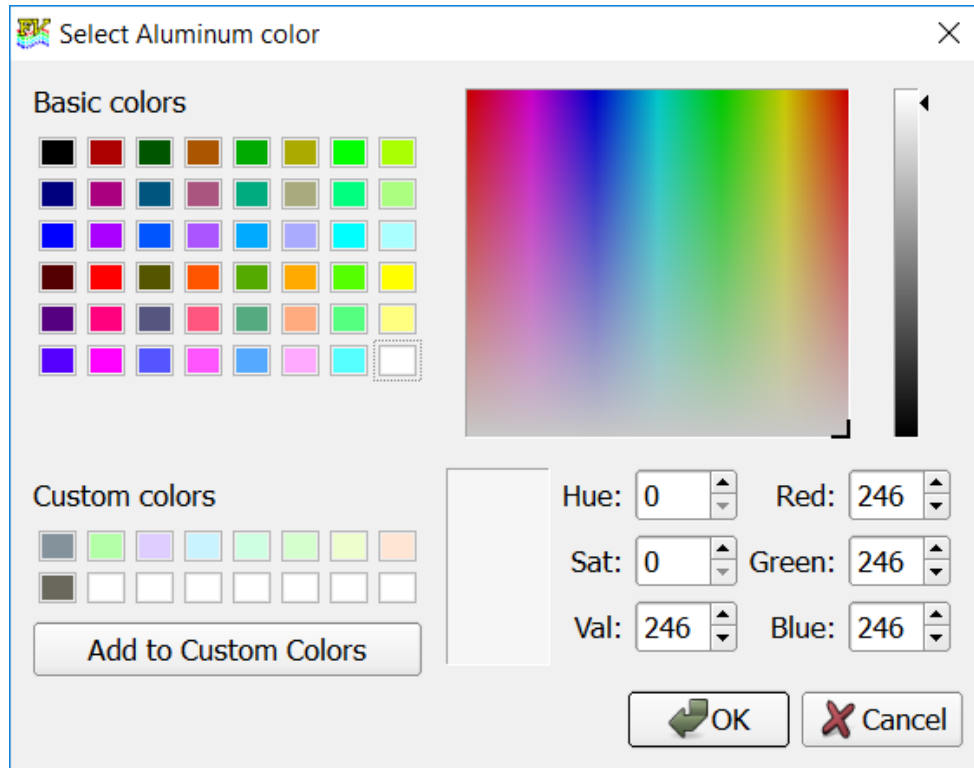 Select Aluminum color
Basic colors
Custom colors
Add to Custom Colors
Hue: 0 Red: 246
Sat: 0 Green: 246
Val: 246 Blue: 246
OK Cancel